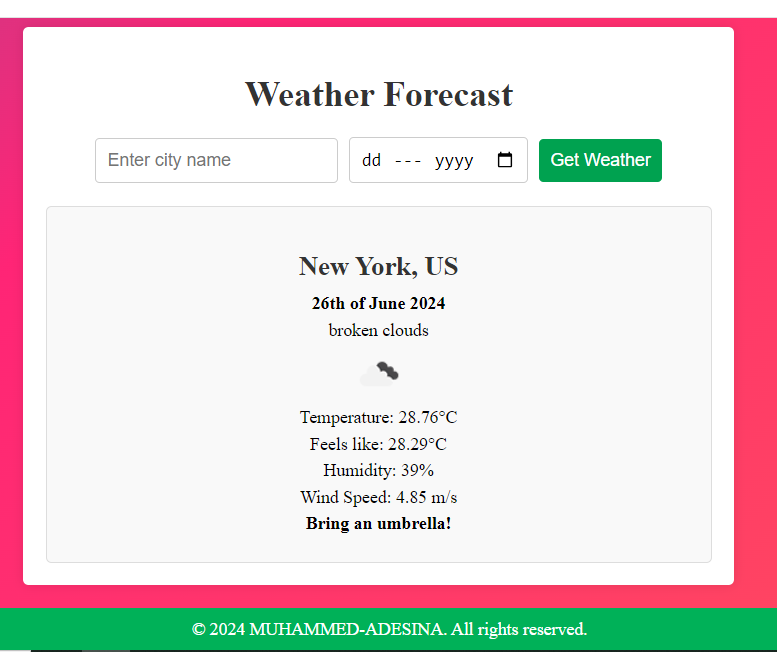 Weather Forecast
Enter city name dd --- yyyy Get Weather
New York, US
26th of June 2024
broken clouds
Temperature: 28.76°C
Feels like: 28.29°C
Humidity: 39%
Wind Speed: 4.85 m/s
Bring an umbrella!
© 2024 MUHAMMED-ADESINA. All rights reserved.